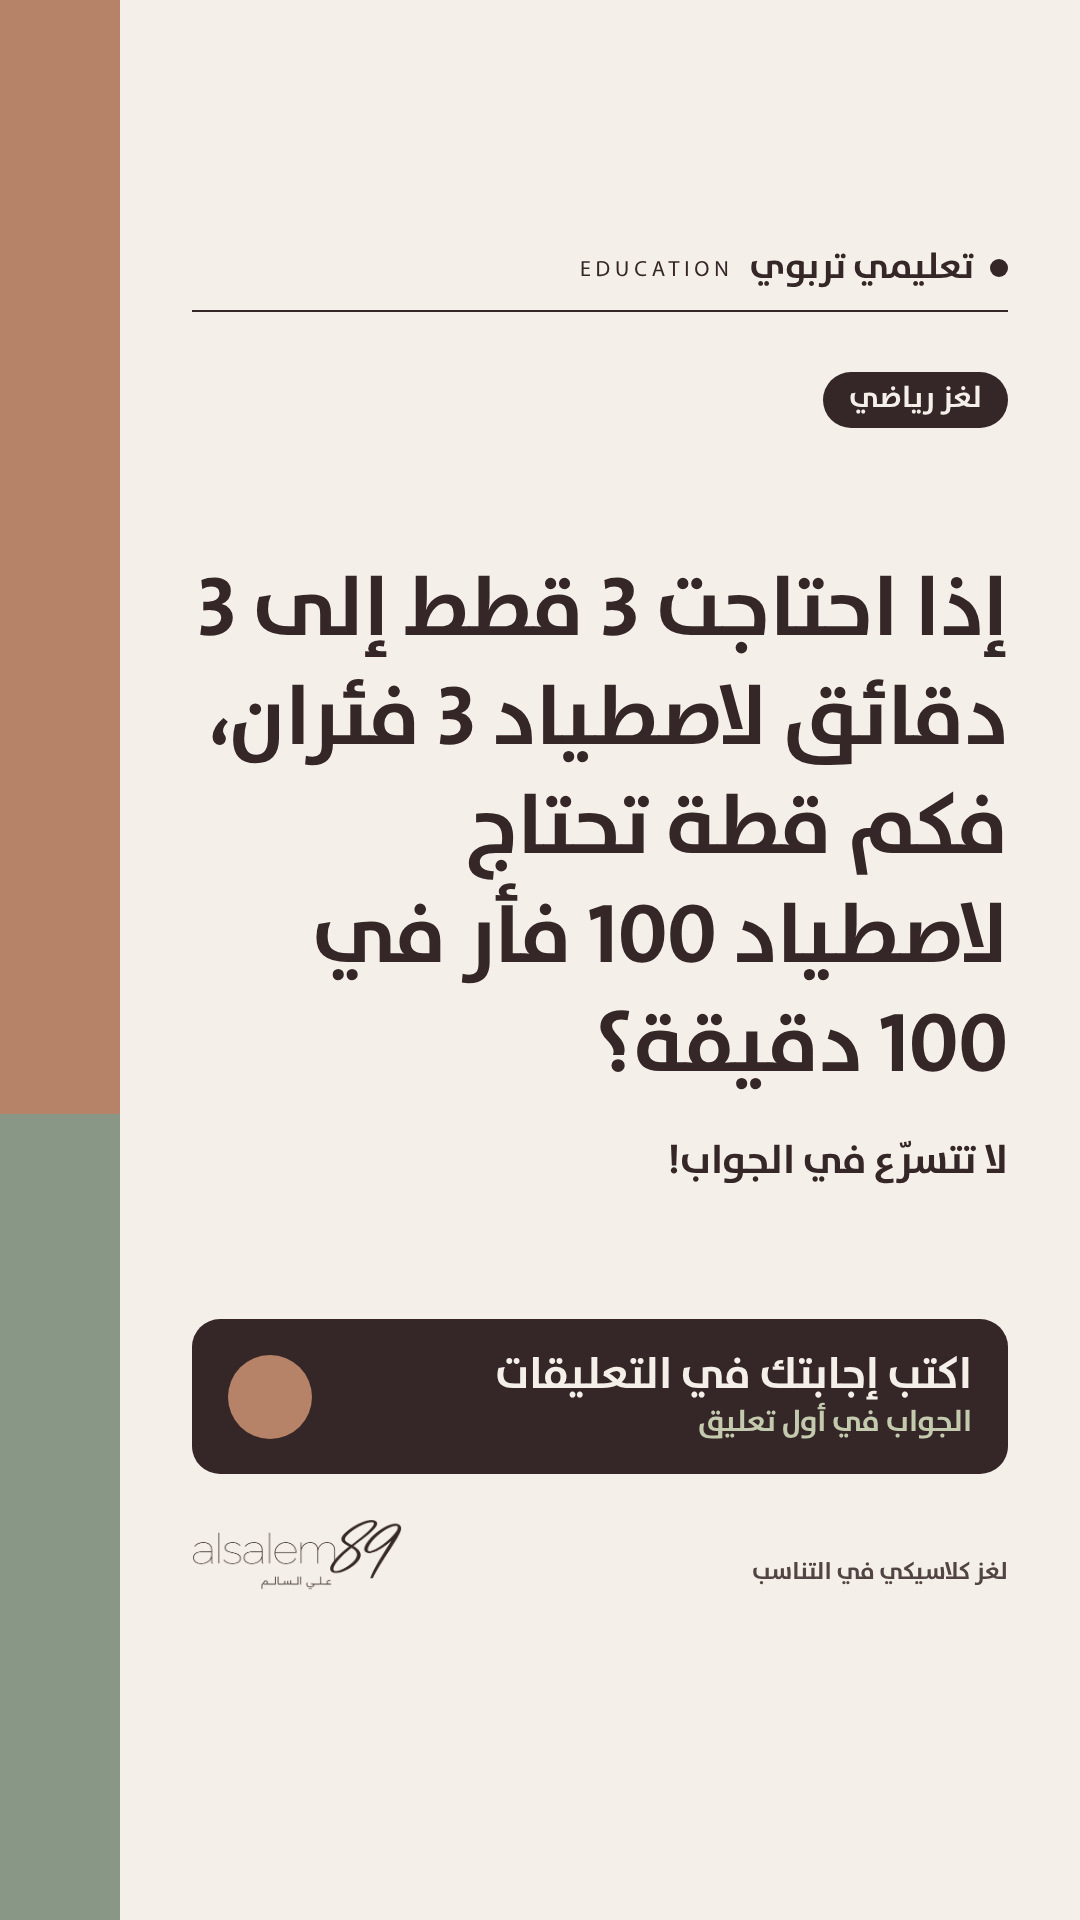 تعليمي تربوي EDUCATION
لغز رياضي
إذا احتاجت 3 قطط إلى 3
دقائق لاصطياد 3 فئران،
فكم قطة تحتاج
لاصطياد 100 فأر في
100 دقيقة؟
لا تتسرّع في الجواب!
اكتب إجابتك في التعليقات
الجواب في أول تعليق
لغز كلاسيكي في التناسب
alsalem89
علي السالم